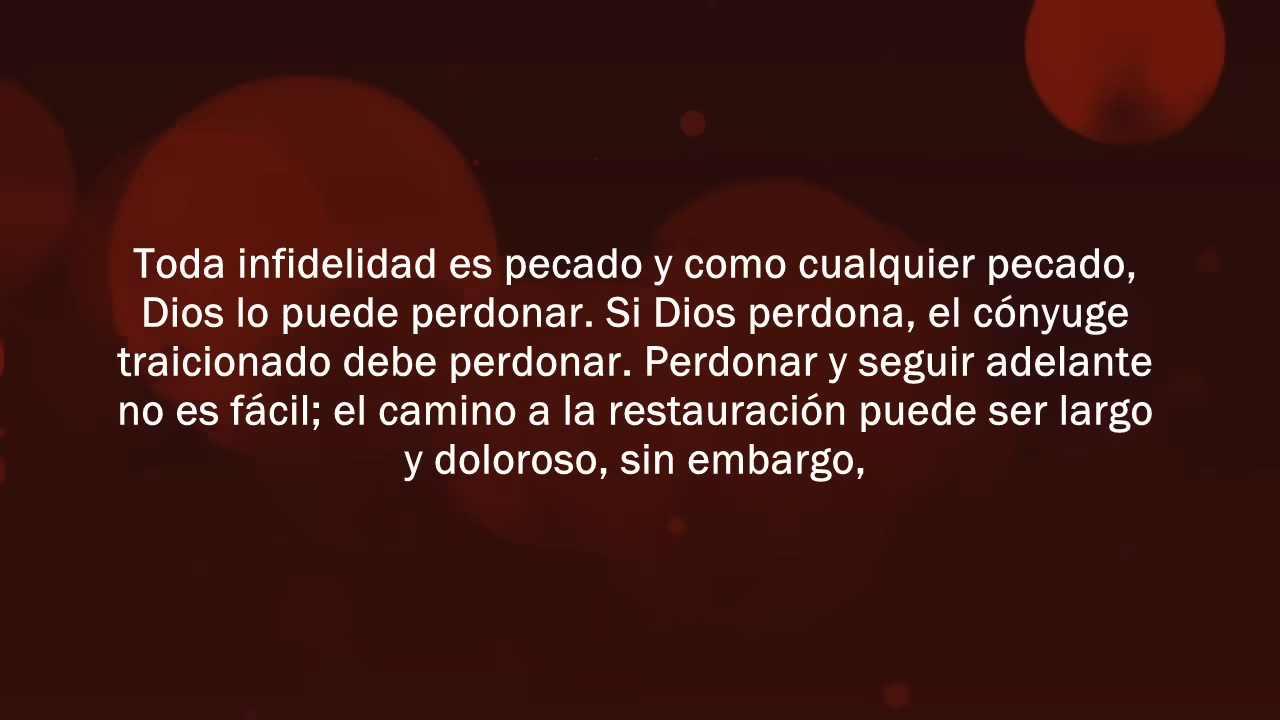 Toda infidelidad es pecado y como cualquier pecado,
Dios lo puede perdonar. Si Dios perdona, el cónyuge
traicionado debe perdonar. Perdonar y seguir adelante
no es fácil; el camino a la restauración puede ser largo
y doloroso, sin embargo,